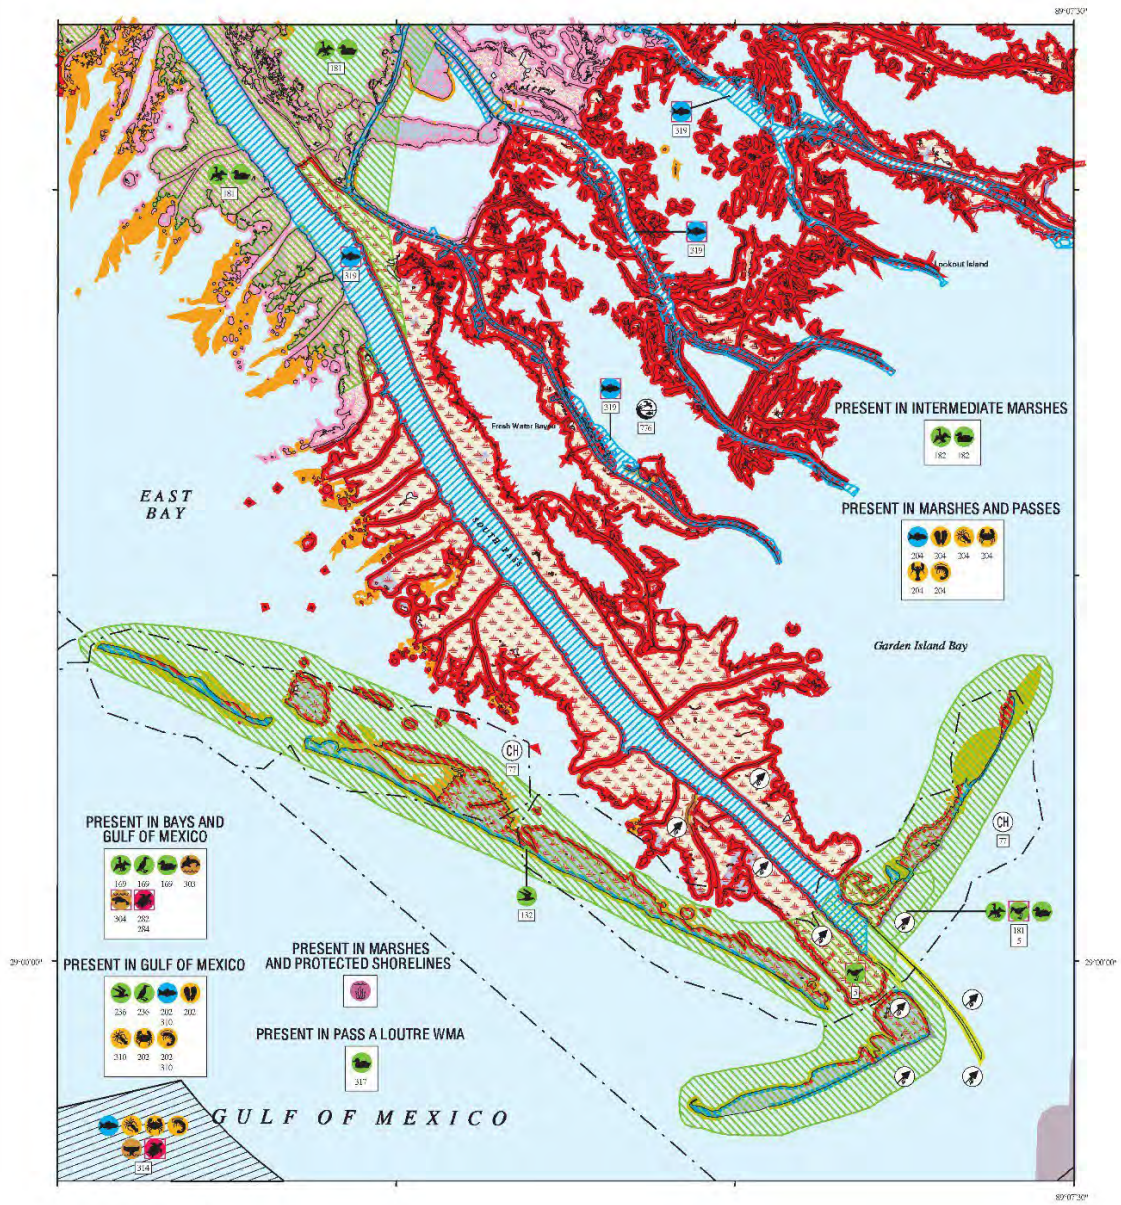 89°07'30"
181
319
181
319
Lookout Island
319
319
776
PRESENT IN INTERMEDIATE MARSHES
182 182
Fresh Water Bayou
EAST
BAY
PRESENT IN MARSHES AND PASSES
204 204 204 204
204 204
SOUTH PASS
Garden Island Bay
CH
77
CH
77
PRESENT IN BAYS AND
GULF OF MEXICO
169 169 169 303
304 282
284
132
181
5
PRESENT IN MARSHES
AND PROTECTED SHORELINES
29°00'00"
PRESENT IN GULF OF MEXICO
29°00'00"
236 236 202 202
310
310 202 202
310
5
PRESENT IN PASS A LOUTRE WMA
317
GULF OF MEXICO
314
89°07'30"